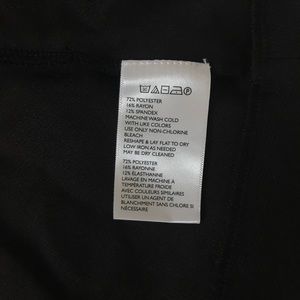 72% POLYESTER
16% RAYON
12% SPANDEX
MACHINE WASH COLD
WITH LIKE COLORS
USE ONLY NON-CHLORINE
BLEACH
RESHAPE & LAY FLAT TO DRY
LOW IRON AS NEEDED
MAY BE DRY CLEANED
72% POLYESTER
16% RAYONNE
12% ELASTHANNE
LAVAGE EN MACHINE À
TEMPÉRATURE FROIDE
AVEC COULEURS SIMILAIRES
UTILISER UN AGENT DE
BLANCHIMENT SANS CHLORE SI
NÉCESSAIRE